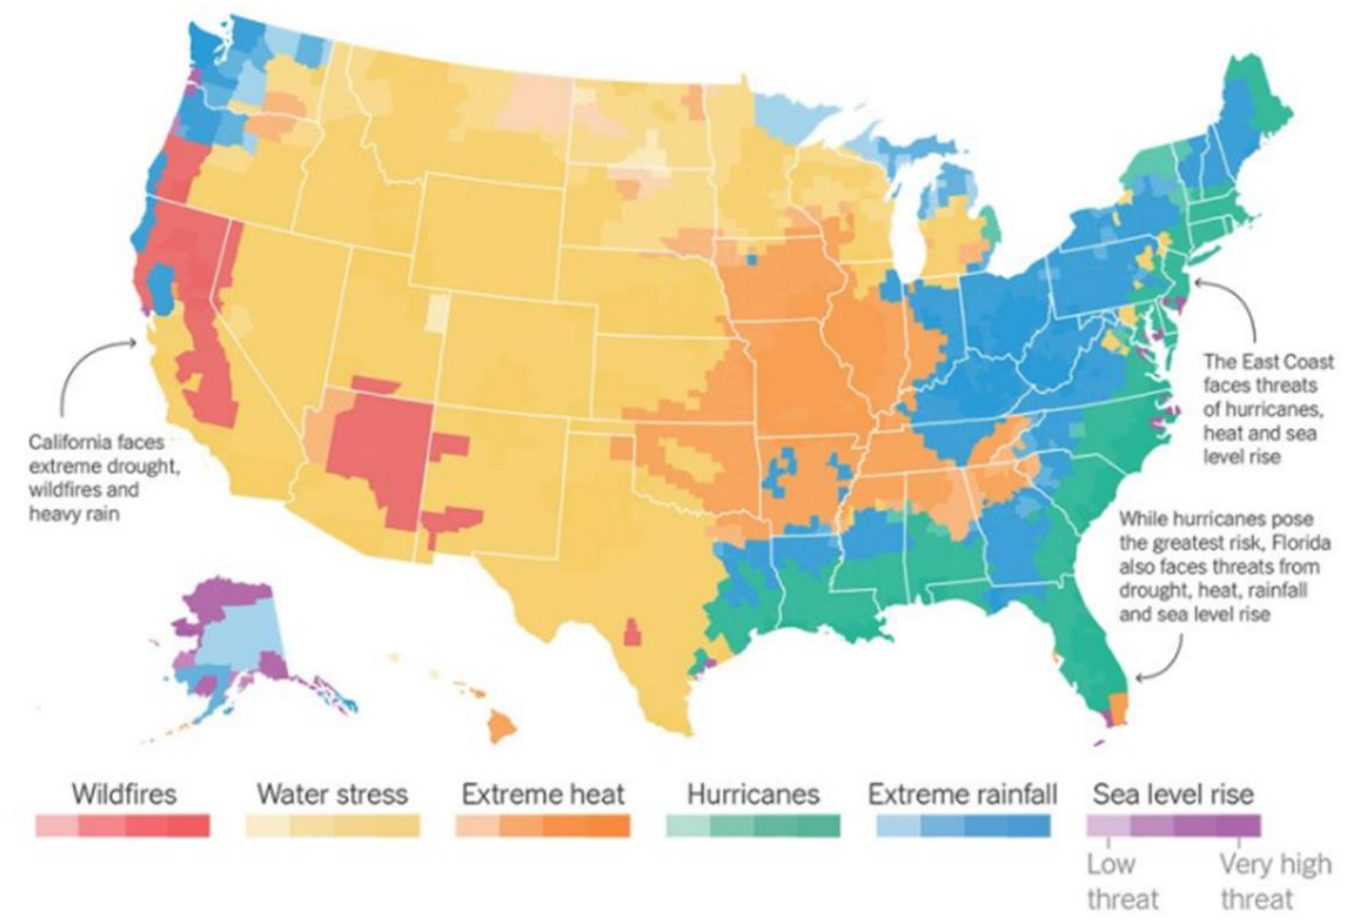 The East Coast
faces threats
of hurricanes,
heat and sea
level rise
California faces
extreme drought,
wildfires and
heavy rain
While hurricanes pose
the greatest risk, Florida
also faces threats from
drought, heat, rainfall
and sea level rise
Wildfires
Water stress
Extreme heat
Hurricanes
Extreme rainfall
Sea level rise
Low
threat
Very high
threat